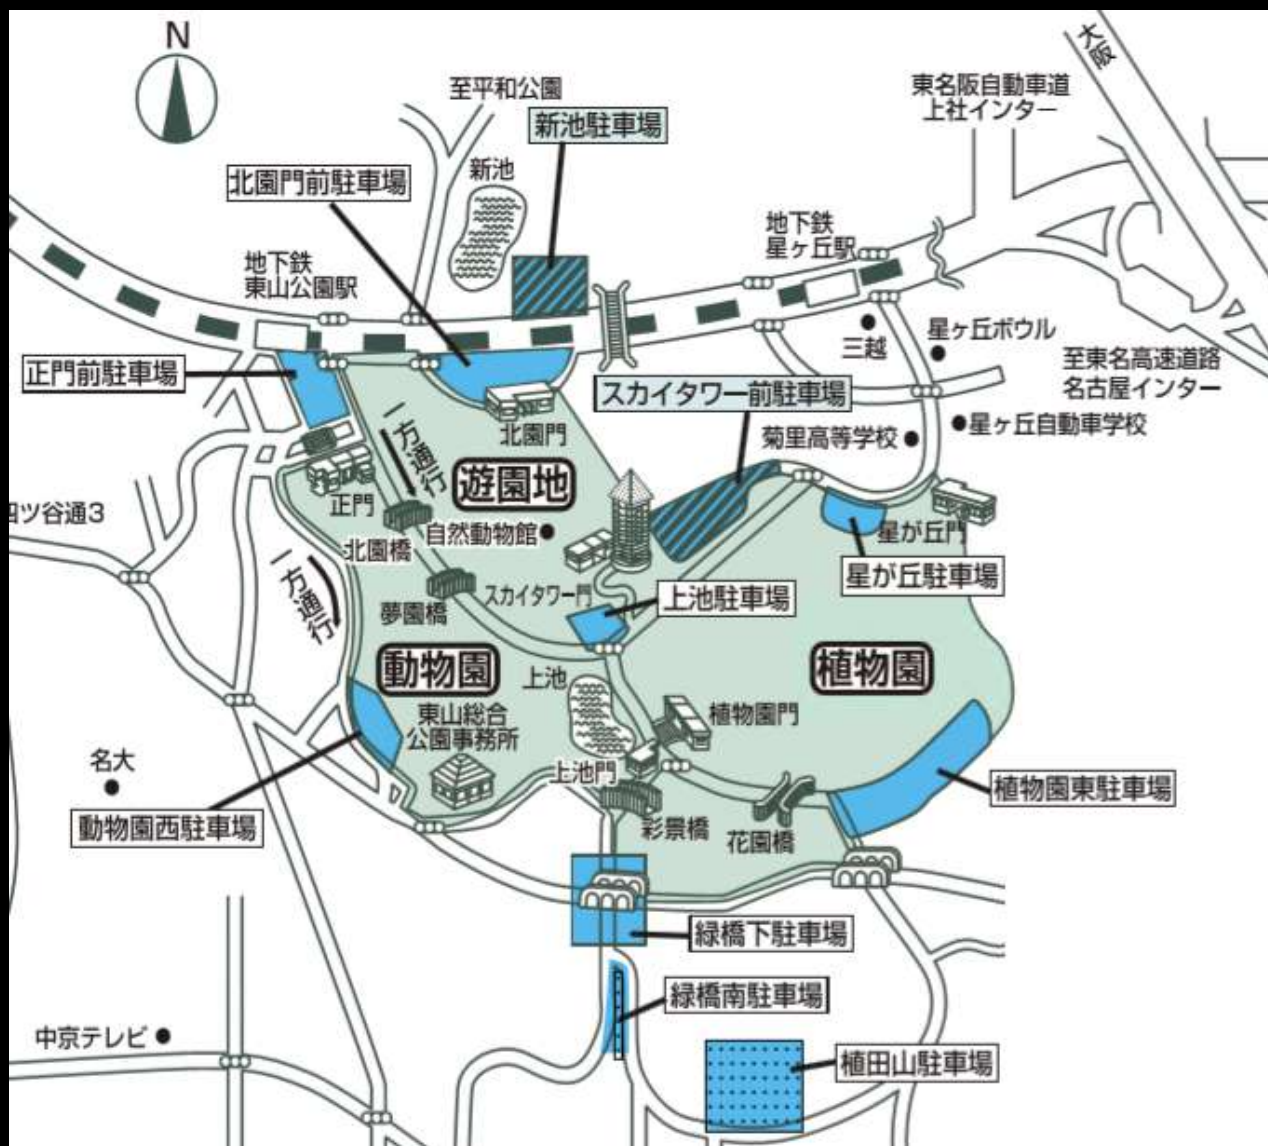 N
至平和公園
新池駐車場
大阪
東名阪自動車道
上社インター
北園門前駐車場
新池
地下鉄
東山公園駅
地下鉄
星ヶ丘駅
三越
星ヶ丘ボウル
至東名高速道路
名古屋インター
正門前駐車場
スカイタワー前駐車場
星ヶ丘自動車学校
菊里高等学校
北園門
一方通行
遊園地
正門
四ツ谷通3
自然動物館
北園橋
星が丘門
星が丘駐車場
一方通行
夢園橋
スカイタワー門
上池駐車場
動物園
植物園
上池
東山総合
公園事務所
植物園門
名大
上池門
植物園東駐車場
動物園西駐車場
彩景橋
花園橋
緑橋下駐車場
緑橋南駐車場
中京テレビ
植田山駐車場